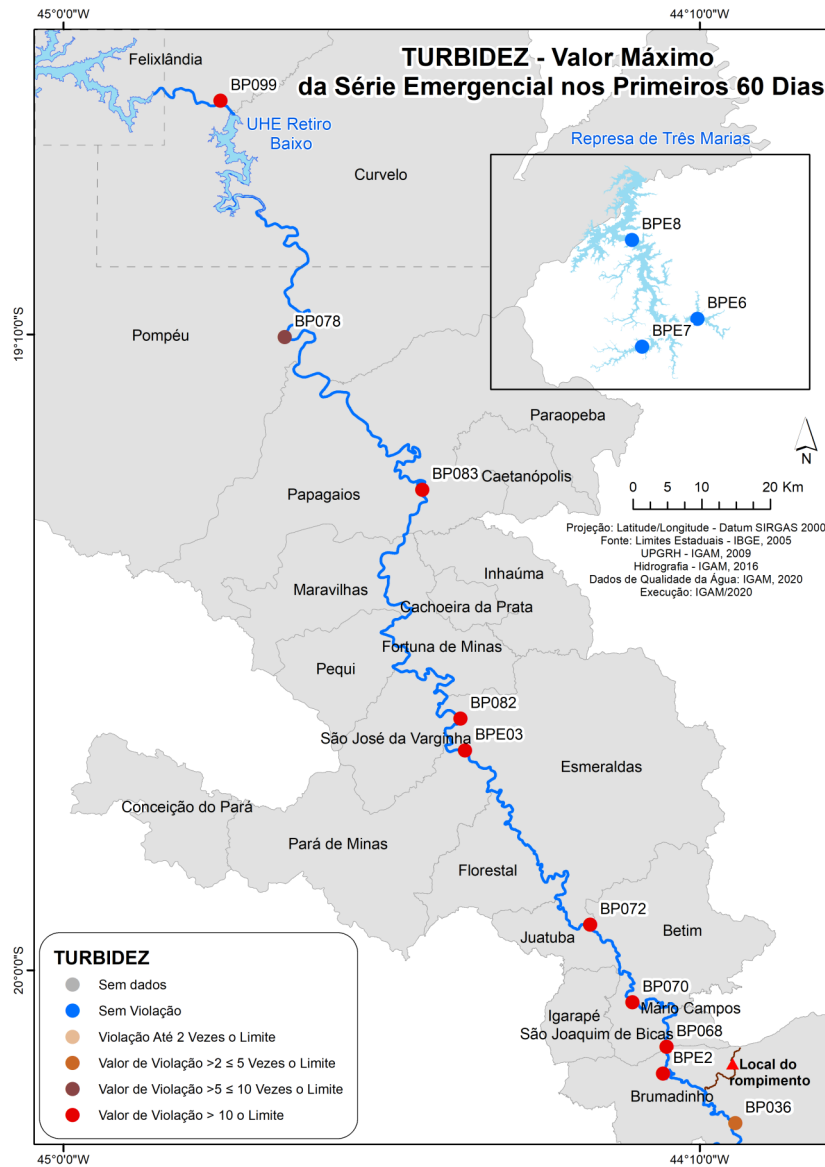 45°0'0"W
44°10'0"W
TURBIDEZ - Valor Máximo
da Série Emergencial nos Primeiros 60 Dias
Felixlândia
BP099
UHE Retiro
Baixo
Represa de Três Marias
Curvelo
BPE8
BPE6
BPE7
19°10'0"S
Pompéu
BP078
Paraopeba
BP083
Caetanópolis
Papagaios
N
0 5 10 20 Km
Projeção: Latitude/Longitude - Datum SIRGAS 2000
Fonte: Limites Estaduais - IBGE, 2005
UPGRH - IGAM, 2009
Hidrografia - IGAM, 2016
Dados de Qualidade da Água: IGAM, 2020
Execução: IGAM/2020
Inhaúma
Maravilhas
Cachoeira da Prata
Fortuna de Minas
Pequi
BP082
São José da Varginha
BPE03
Esmeraldas
Conceição do Pará
Pará de Minas
Florestal
BP072
Juatuba
Betim
20°0'0"S
BP070
Mário Campos
Igarapé
São Joaquim de Bicas
BP068
BPE2
Local do
rompimento
Brumadinho
BP036
TURBIDEZ
Sem dados
Sem Violação
Violação Até 2 Vezes o Limite
Valor de Violação >2 ≤ 5 Vezes o Limite
Valor de Violação >5 ≤ 10 Vezes o Limite
Valor de Violação > 10 o Limite
45°0'0"W
44°10'0"W